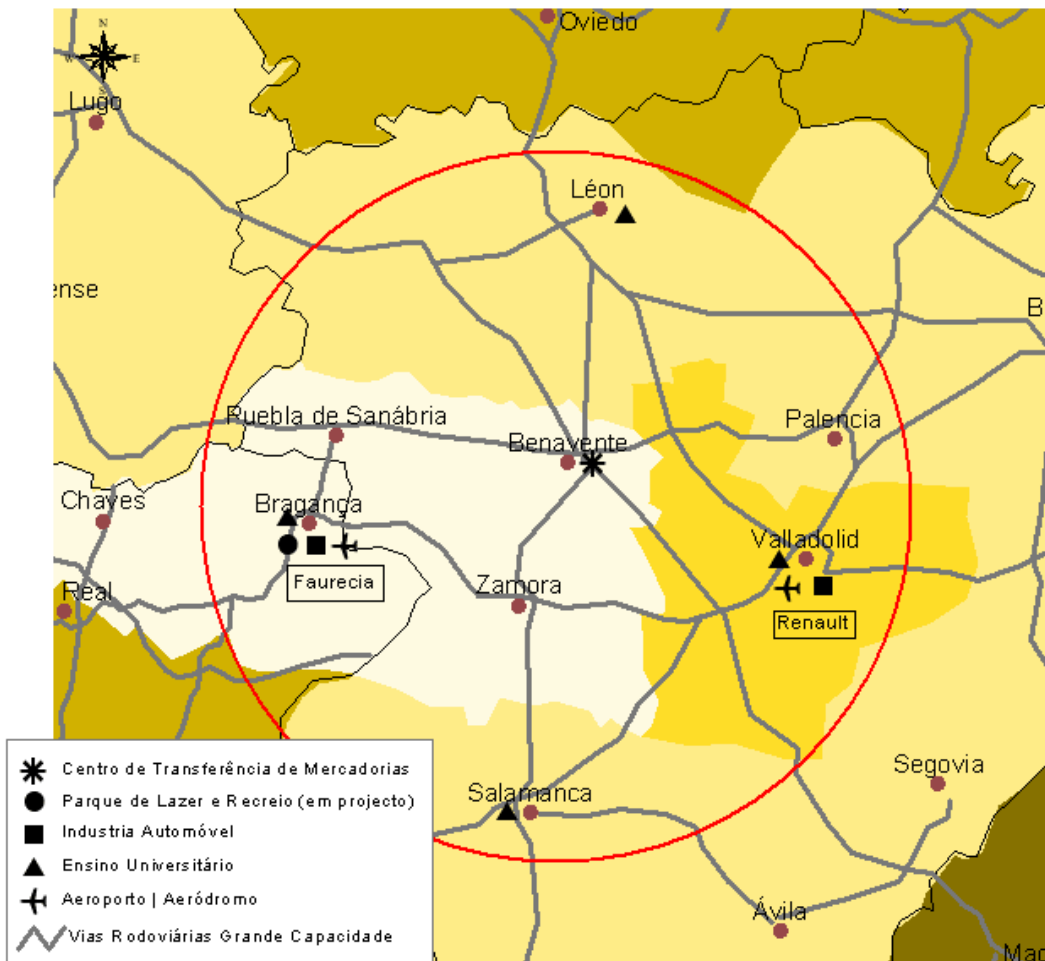 Oviedo
N
W E
S
Lugo
Léon
ense
B
Puebla de Sanábria
Palencia
Benavente
Chaves
Bragança
Valladolid
Faurecia
Zamora
Real
Renault
Segovia
Salamanca
Ávila
Mad
Centro de Transferência de Mercadorias
Parque de Lazer e Recreio (em projecto)
Industria Automóvel
Ensino Universitário
Aeroporto | Aeródromo
Vias Rodoviárias Grande Capacidade